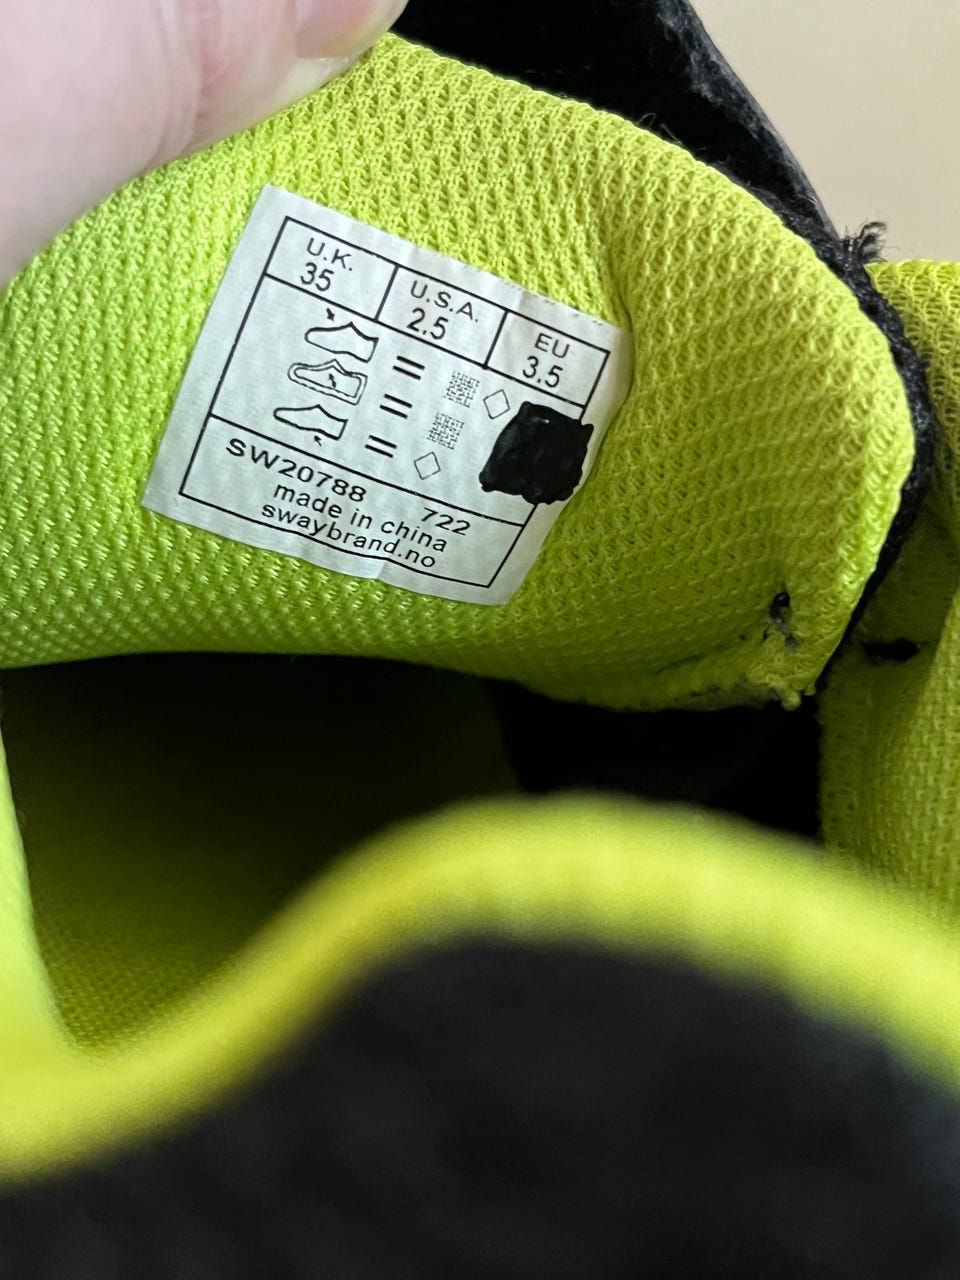 U.K. U.S.A. EU
35 2.5 3.5
=
=
=
SW20788 722
made in china
swaybrand.no